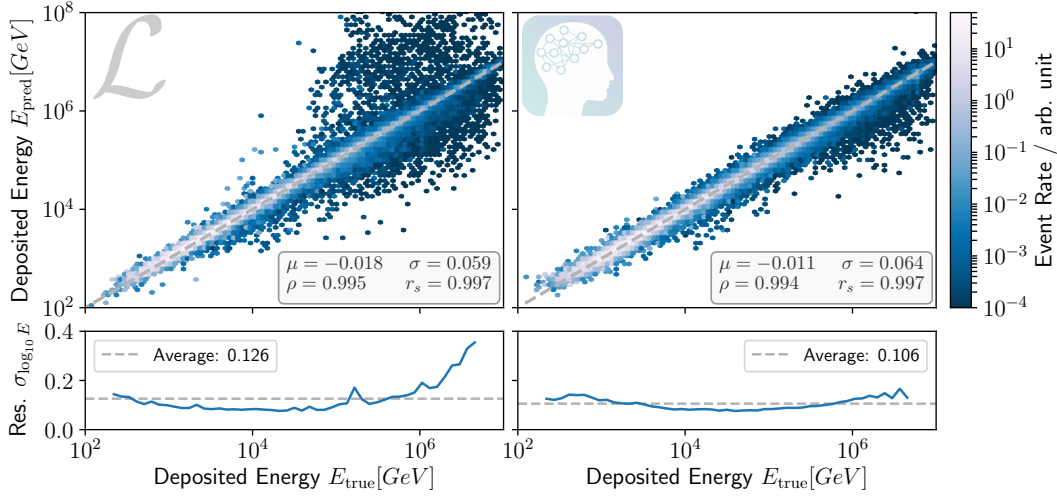 ℒ
Deposited Energy E_pred[GeV]
10^8
10^6
10^4
10^2
μ = −0.018 σ = 0.059
ρ = 0.995 r_s = 0.997
μ = −0.011 σ = 0.064
ρ = 0.994 r_s = 0.997
10^1
10^0
10^−1
10^−2
10^−3
10^−4
Event Rate / arb. unit
Res. σ_log10 E
0.4
0.2
0.0
Average: 0.126
Average: 0.106
10^2 10^4 10^6
10^2 10^4 10^6
Deposited Energy E_true[GeV]
Deposited Energy E_true[GeV]